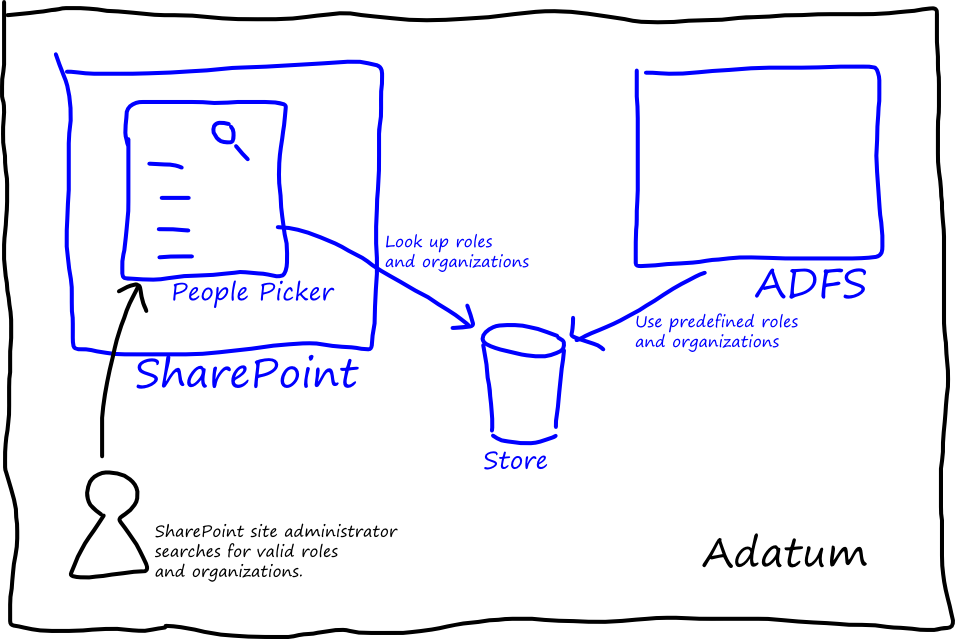 Look up roles
and organizations
People Picker
SharePoint
ADFS
Use predefined roles
and organizations
Store
SharePoint site administrator
searches for valid roles
and organizations.
Adatum